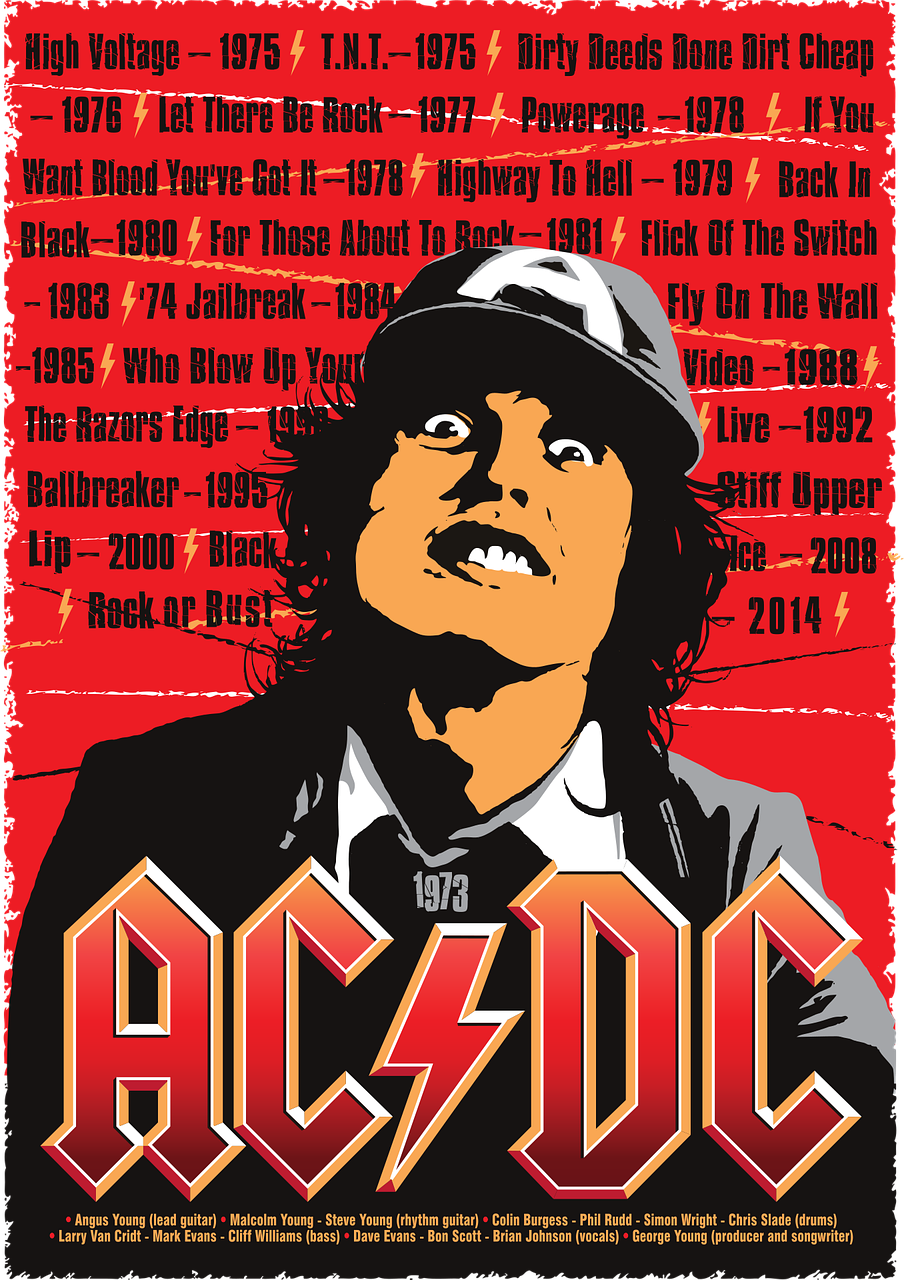 High Voltage – 1975 T.N.T.–1975 Dirty Deeds Done Dirt Cheap
– 1976 Let There Be Rock – 1977 Powerage –1978 If You
Want Blood You've Got It –1978 Highway To Hell – 1979 Back In
Black–1980 For Those About To Rock –1981 Flick Of The Switch
– 1983 '74 Jailbreak –1984 Fly On The Wall
–1985 Who Blow Up Your Video –1988
The Razors Edge – 1990 Live –1992
Ballbreaker –1995 Stiff Upper
Lip – 2000 Black Ice – 2008
Rock or Bust – 2014
A
1973
AC DC
• Angus Young (lead guitar) • Malcolm Young - Steve Young (rhythm guitar) • Colin Burgess - Phil Rudd - Simon Wright - Chris Slade (drums)
• Larry Van Cridt - Mark Evans - Cliff Williams (bass) • Dave Evans - Bon Scott - Brian Johnson (vocals) • George Young (producer and songwriter)